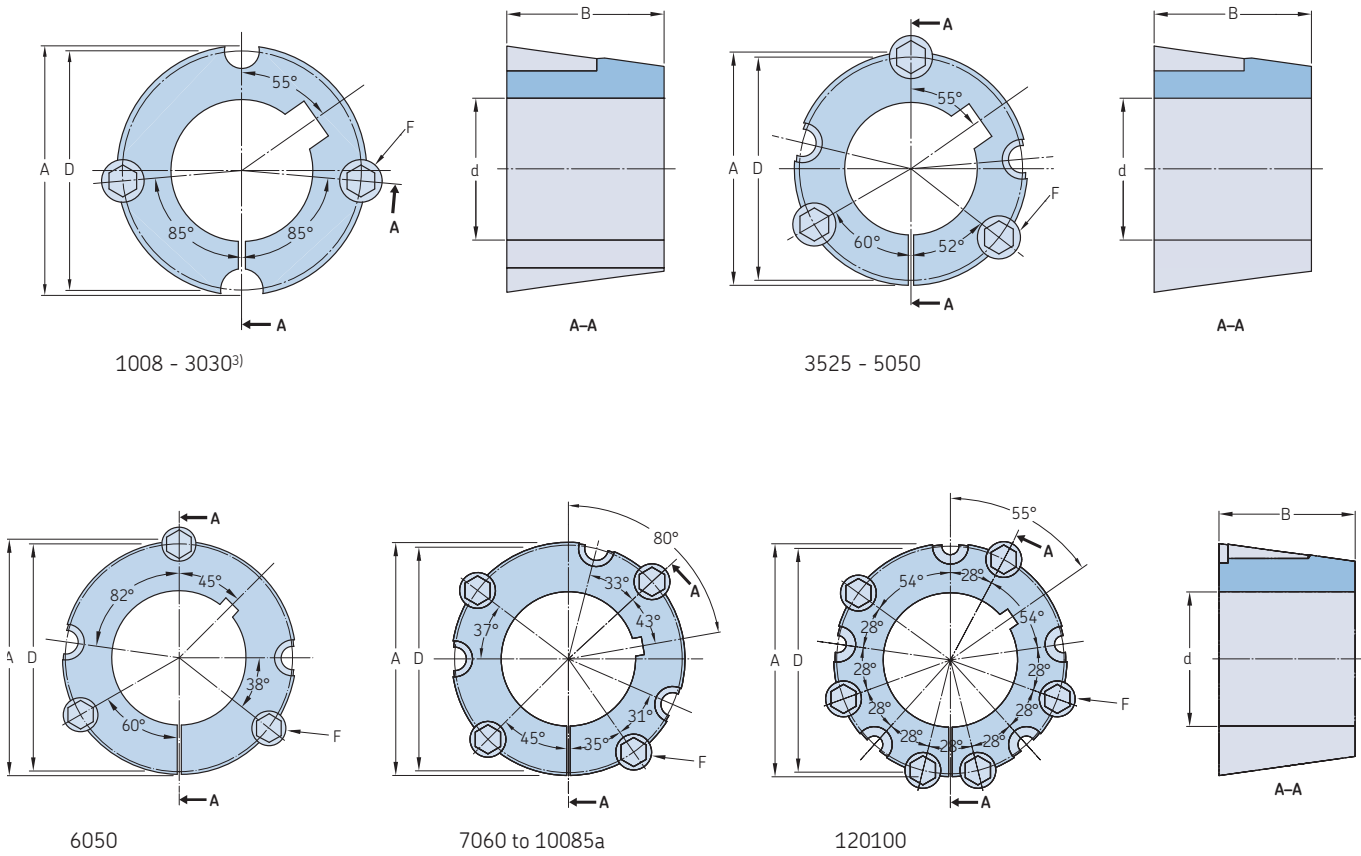 A
B
B
55°
55°
F
A
D
d
A
D
d
A
F
85°
85°
60°
52°
A
A
A–A
A–A
1008 - 3030³⁾
3525 - 5050
A
55°
B
80°
A
45°
A
33°
A
54°
28°
82°
43°
54°
37°
28°
A
D
A
D
A
D
28°
28°
d
38°
31°
28°
28°
F
60°
45°
35°
28°
28°
28°
F
F
A
A
A
A–A
6050
7060 to 10085a
120100